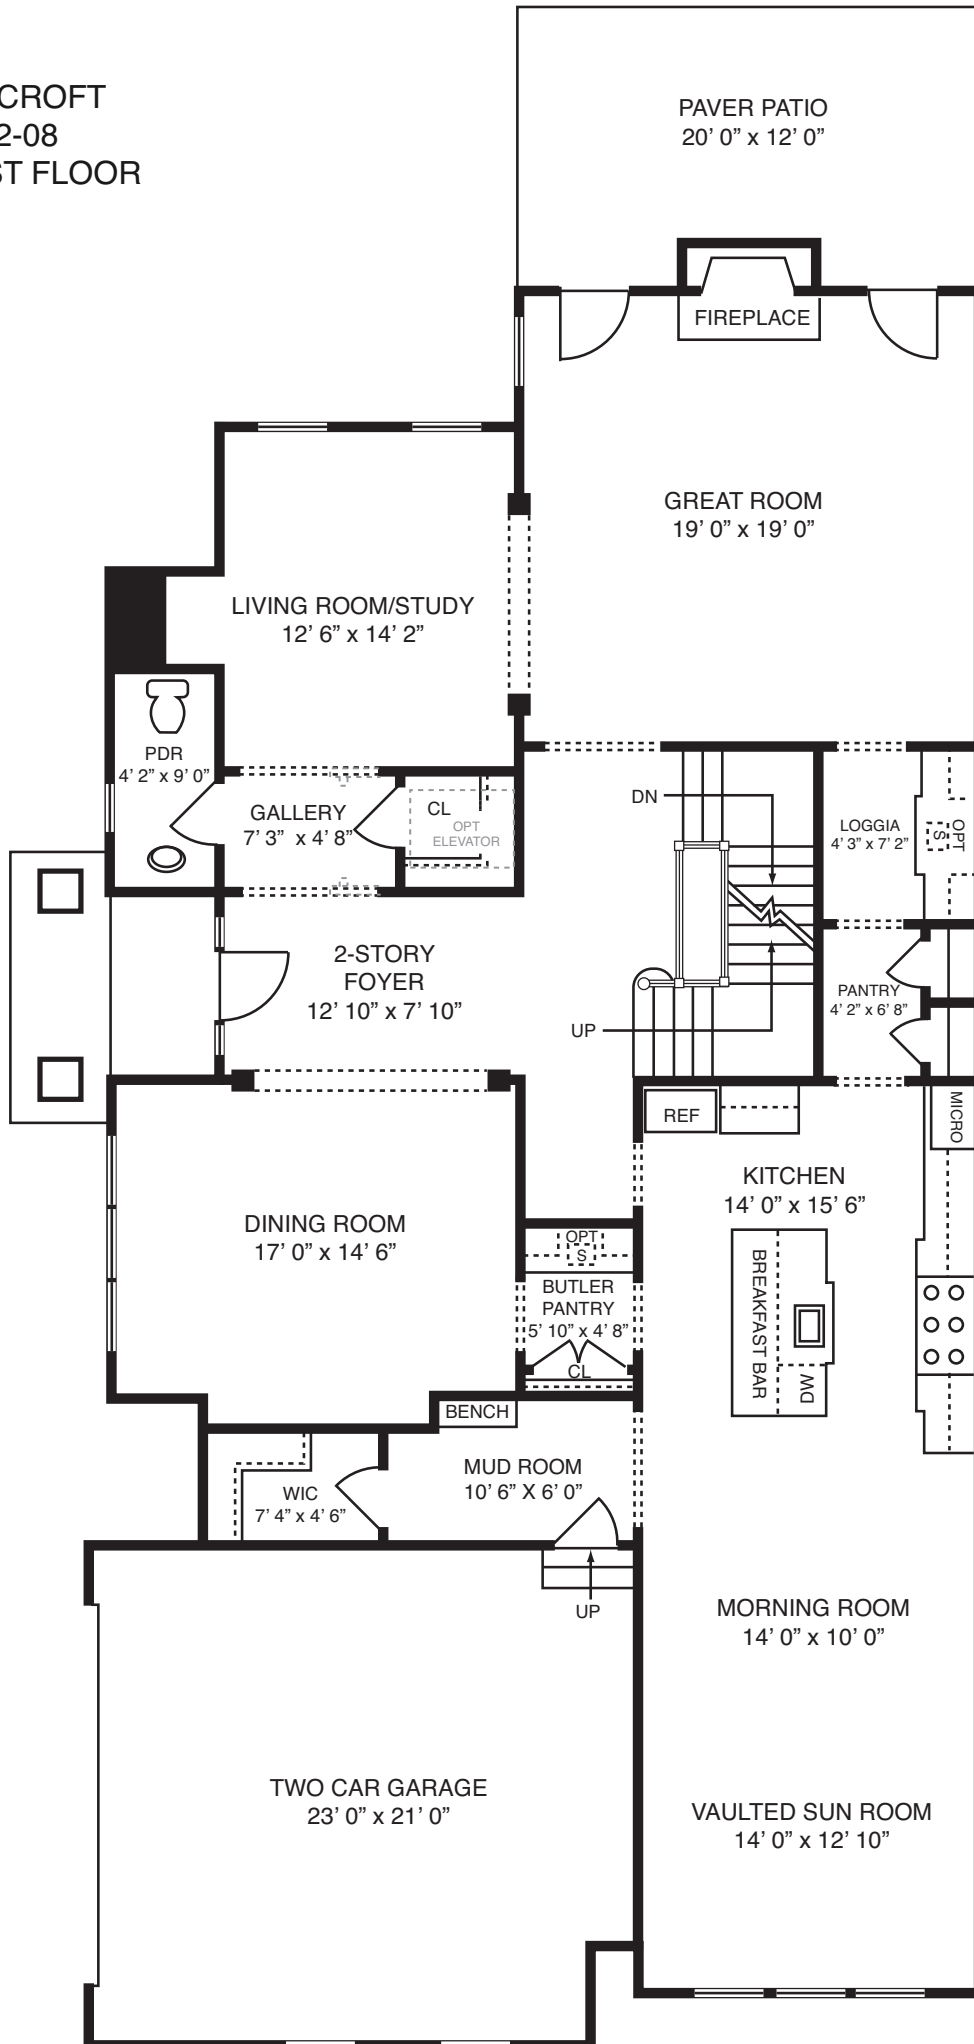 CROFT
2-08
ST FLOOR
PAVER PATIO
20’ 0” x 12’ 0”
FIREPLACE
GREAT ROOM
19’ 0” x 19’ 0”
LIVING ROOM/STUDY
12’ 6” x 14’ 2”
PDR
4’ 2” x 9’ 0”
GALLERY
7’ 3” x 4’ 8”
CL
OPT
ELEVATOR
DN
LOGGIA
4’ 3” x 7’ 2”
S
OPT
2-STORY
FOYER
12’ 10” x 7’ 10”
UP
PANTRY
4’ 2” x 6’ 8”
REF
MICRO
KITCHEN
14’ 0” x 15’ 6”
DINING ROOM
17’ 0” x 14’ 6”
OPT
S
BUTLER
PANTRY
5’ 10” x 4’ 8”
CL
BREAKFAST BAR
DW
BENCH
MUD ROOM
10’ 6” X 6’ 0”
WIC
7’ 4” x 4’ 6”
UP
MORNING ROOM
14’ 0” x 10’ 0”
TWO CAR GARAGE
23’ 0” x 21’ 0”
VAULTED SUN ROOM
14’ 0” x 12’ 10”